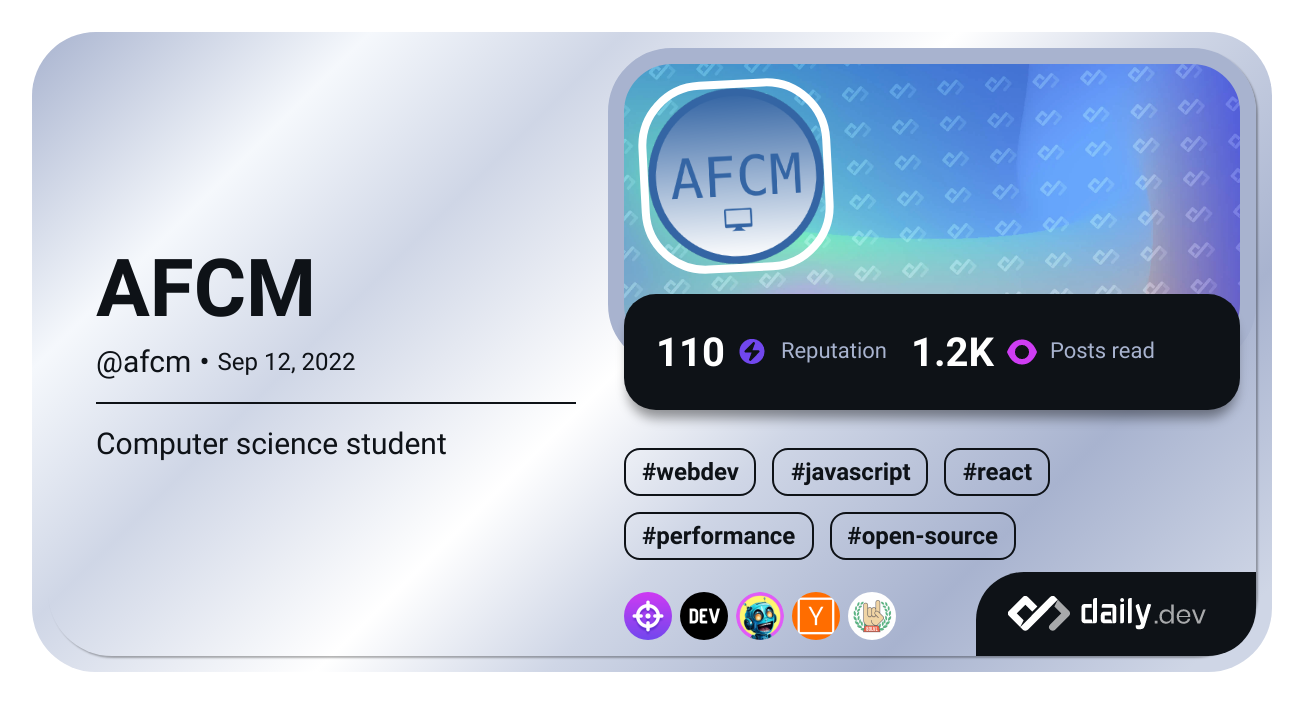 AFCM
@afcm • Sep 12, 2022
Computer science student
AFCM
110 Reputation 1.2K Posts read
#webdev #javascript #react
#performance #open-source
DEV Y
daily.dev